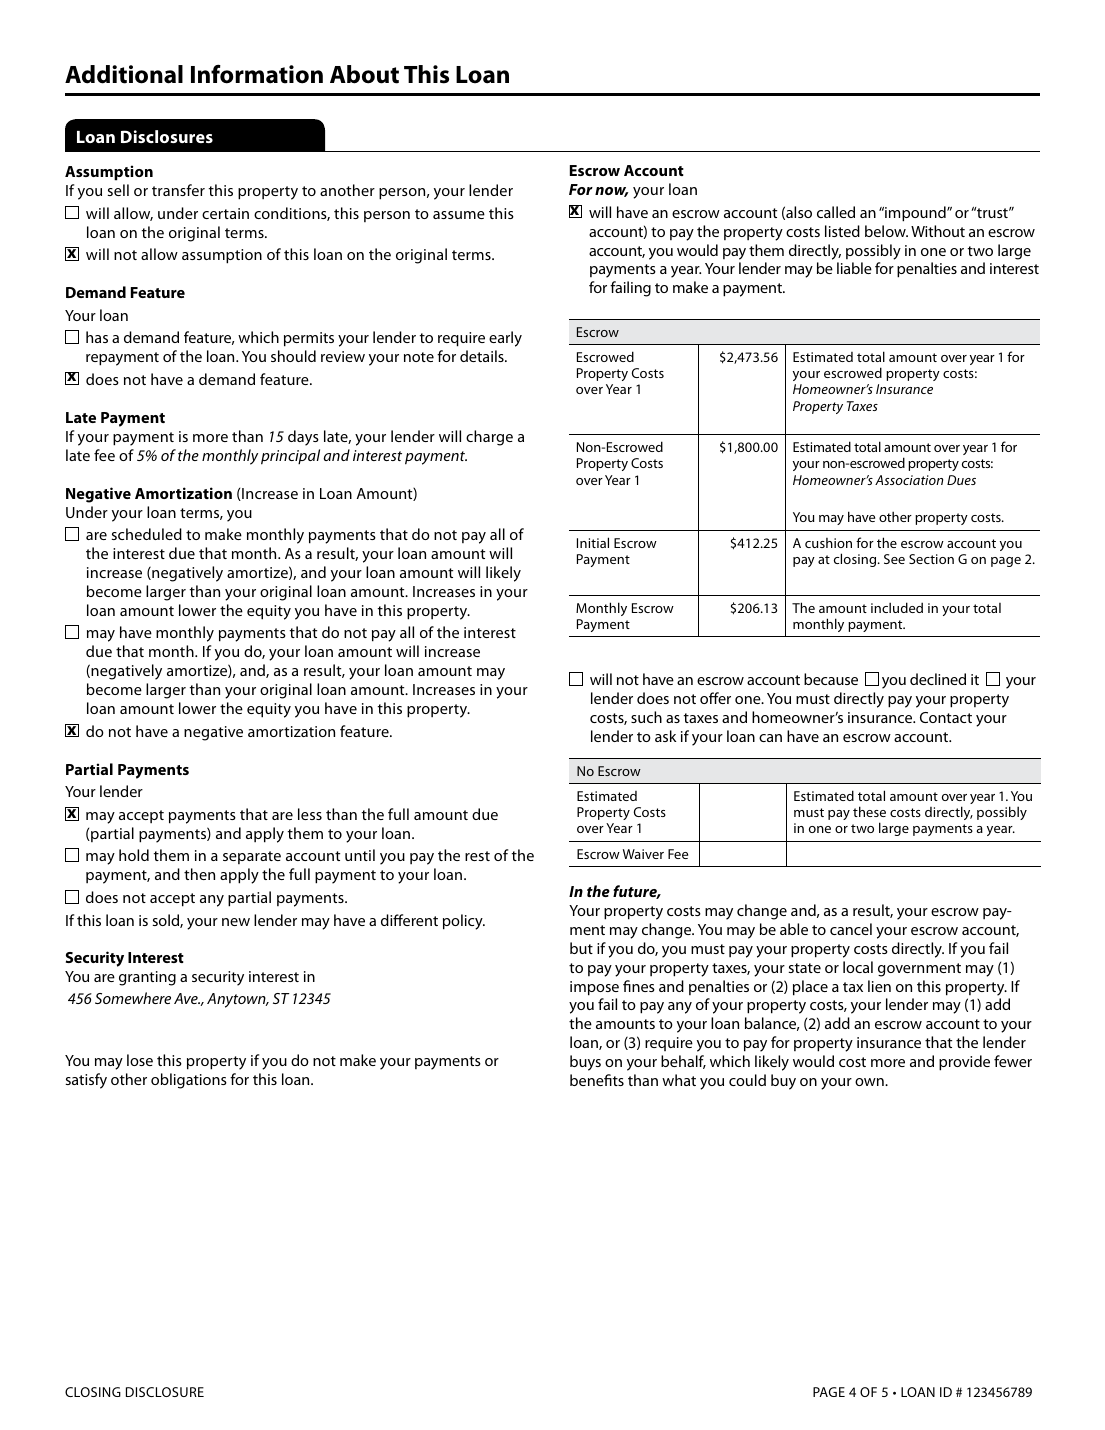 Additional Information About This Loan
Loan Disclosures
Assumption
If you sell or transfer this property to another person, your lender
☐ will allow, under certain conditions, this person to assume this
loan on the original terms.
☒ will not allow assumption of this loan on the original terms.
Demand Feature
Your loan
☐ has a demand feature, which permits your lender to require early
repayment of the loan. You should review your note for details.
☒ does not have a demand feature.
Late Payment
If your payment is more than 15 days late, your lender will charge a
late fee of 5% of the monthly principal and interest payment.
Negative Amortization (Increase in Loan Amount)
Under your loan terms, you
☐ are scheduled to make monthly payments that do not pay all of
the interest due that month. As a result, your loan amount will
increase (negatively amortize), and your loan amount will likely
become larger than your original loan amount. Increases in your
loan amount lower the equity you have in this property.
☐ may have monthly payments that do not pay all of the interest
due that month. If you do, your loan amount will increase
(negatively amortize), and, as a result, your loan amount may
become larger than your original loan amount. Increases in your
loan amount lower the equity you have in this property.
☒ do not have a negative amortization feature.
Partial Payments
Your lender
☒ may accept payments that are less than the full amount due
(partial payments) and apply them to your loan.
☐ may hold them in a separate account until you pay the rest of the
payment, and then apply the full payment to your loan.
☐ does not accept any partial payments.
If this loan is sold, your new lender may have a different policy.
Security Interest
You are granting a security interest in
456 Somewhere Ave., Anytown, ST 12345
You may lose this property if you do not make your payments or
satisfy other obligations for this loan.
Escrow Account
For now, your loan
☒ will have an escrow account (also called an “impound” or “trust”
account) to pay the property costs listed below. Without an escrow
account, you would pay them directly, possibly in one or two large
payments a year. Your lender may be liable for penalties and interest
for failing to make a payment.
Escrow
Escrowed $2,473.56 Estimated total amount over year 1 for
Property Costs your escrowed property costs:
over Year 1 Homeowner’s Insurance
Property Taxes
Non-Escrowed $1,800.00 Estimated total amount over year 1 for
Property Costs your non-escrowed property costs:
over Year 1 Homeowner’s Association Dues
You may have other property costs.
Initial Escrow $412.25 A cushion for the escrow account you
Payment pay at closing. See Section G on page 2.
Monthly Escrow $206.13 The amount included in your total
Payment monthly payment.
☐ will not have an escrow account because ☐ you declined it ☐ your
lender does not offer one. You must directly pay your property
costs, such as taxes and homeowner’s insurance. Contact your
lender to ask if your loan can have an escrow account.
No Escrow
Estimated Estimated total amount over year 1. You
Property Costs must pay these costs directly, possibly
over Year 1 in one or two large payments a year.
Escrow Waiver Fee
In the future,
Your property costs may change and, as a result, your escrow pay-
ment may change. You may be able to cancel your escrow account,
but if you do, you must pay your property costs directly. If you fail
to pay your property taxes, your state or local government may (1)
impose fines and penalties or (2) place a tax lien on this property. If
you fail to pay any of your property costs, your lender may (1) add
the amounts to your loan balance, (2) add an escrow account to your
loan, or (3) require you to pay for property insurance that the lender
buys on your behalf, which likely would cost more and provide fewer
benefits than what you could buy on your own.
CLOSING DISCLOSURE
PAGE 4 OF 5 • LOAN ID # 123456789